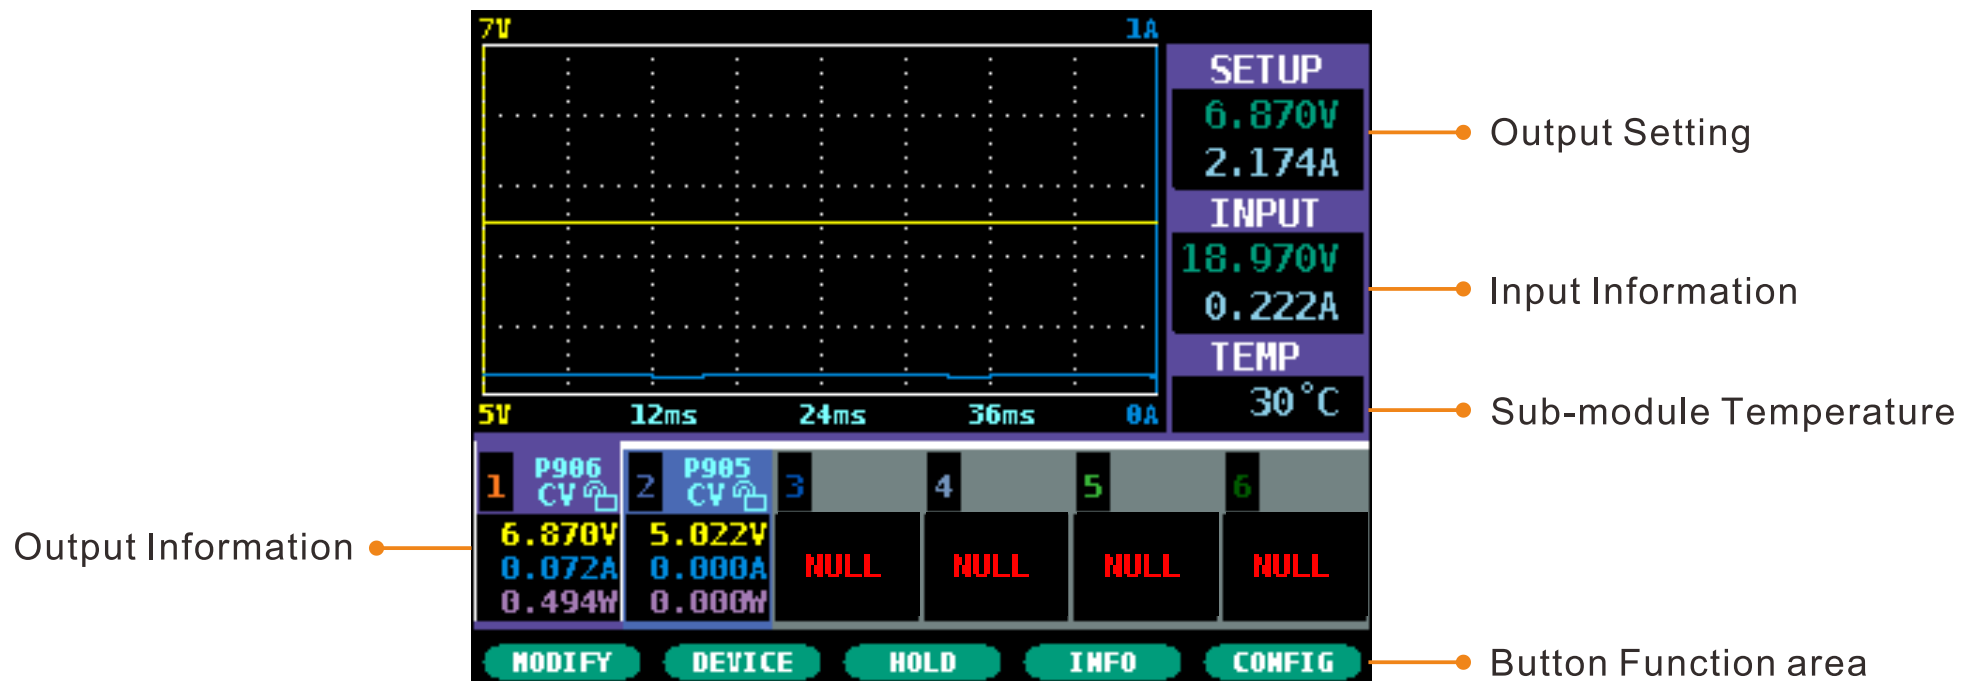 7V 1A
SETUP
6.870V
2.174A
Output Setting
INPUT
18.970V
0.222A
Input Information
TEMP
30°C
Sub-module Temperature
5V 12ms 24ms 36ms 0A
1 P906 CV
2 P905 CV
3
4
5
6
Output Information
6.870V
0.072A
0.494W
5.022V
0.000A
0.000W
NULL
NULL
NULL
NULL
MODIFY DEVICE HOLD INFO CONFIG
Button Function area